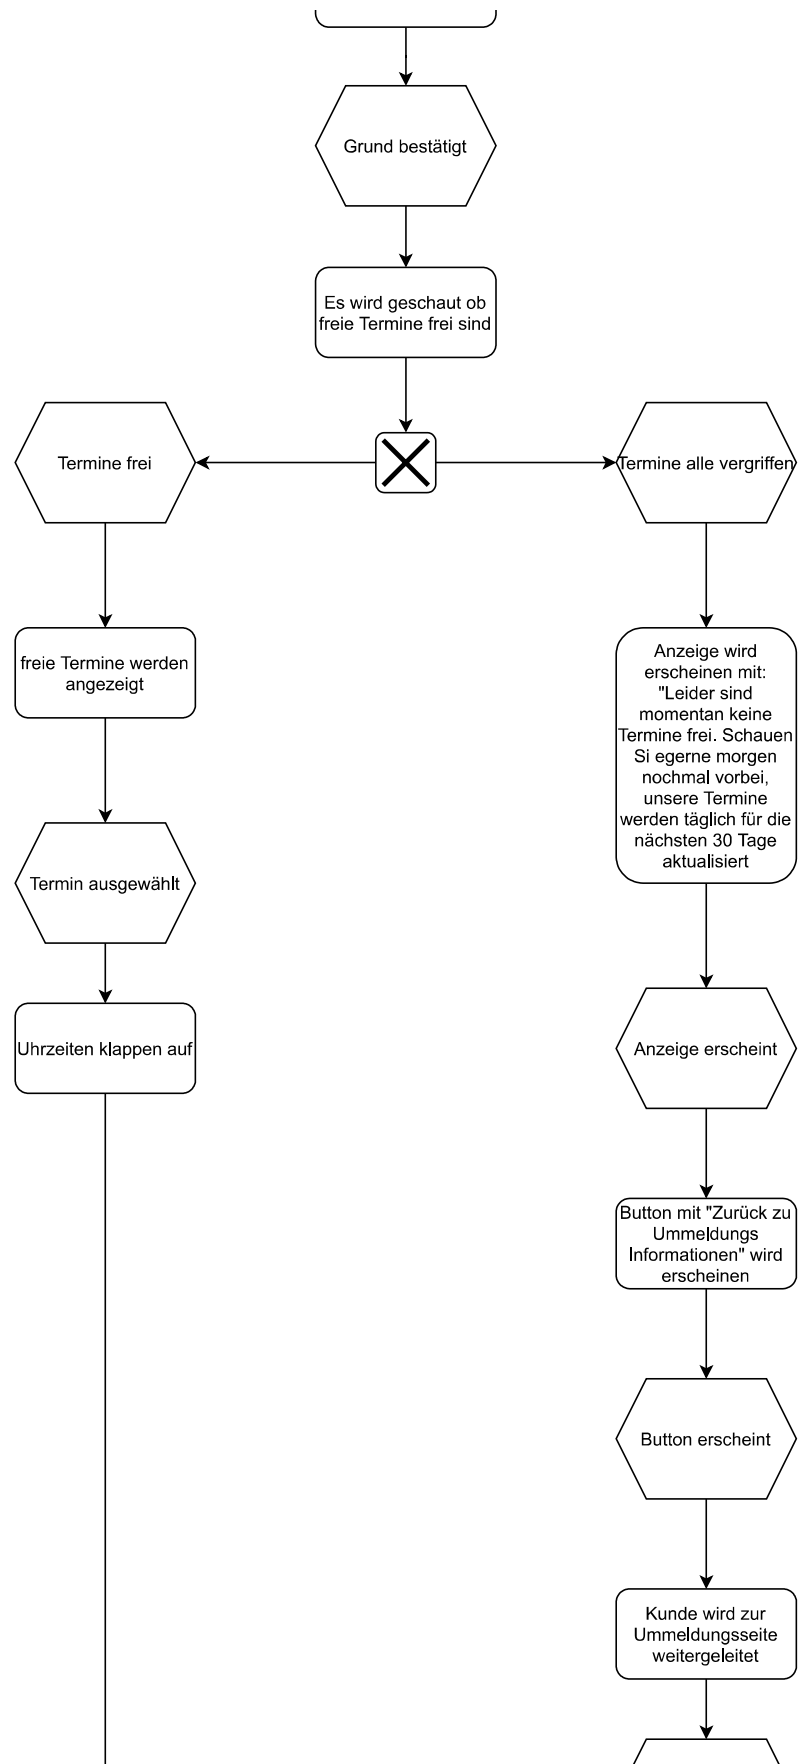 Grund bestätigt
Es wird geschaut ob
freie Termine frei sind
Termine frei
Termine alle vergriffen
freie Termine werden
angezeigt
Anzeige wird
erscheinen mit:
"Leider sind
momentan keine
Termine frei. Schauen
Si egerne morgen
nochmal vorbei,
unsere Termine
werden täglich für die
nächsten 30 Tage
aktualisiert
Termin ausgewählt
Uhrzeiten klappen auf
Anzeige erscheint
Button mit "Zurück zu
Ummeldungs
Informationen" wird
erscheinen
Button erscheint
Kunde wird zur
Ummeldungsseite
weitergeleitet